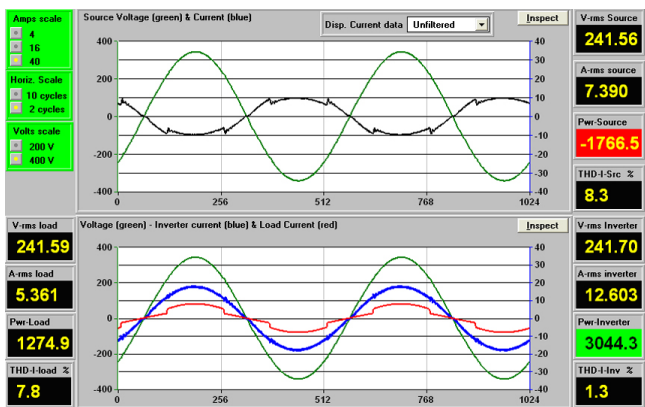 Amps scale
4
16
40
Horiz. Scale
10 cycles
2 cycles
Volts scale
200 V
400 V
Source Voltage (green) & Current (blue)
Disp. Current data Unfiltered
Inspect
400 40
30
200 20
10
0 0
-10
-200 -20
-30
-400 -40
0 256 512 768 1024
V-rms Source
241.56
A-rms source
7.390
Pwr-Source
-1766.5
THD-I-Src %
8.3
V-rms load
241.59
A-rms load
5.361
Pwr-Load
1274.9
THD-I-load %
7.8
Voltage (green) - Inverter current (blue) & Load Current (red)
Inspect
400 40
30
200 20
10
0 0
-10
-200 -20
-30
-400 -40
0 256 512 768 1024
V-rms Inverter
241.70
A-rms inverter
12.603
Pwr-Inverter
3044.3
THD-I-Inv %
1.3